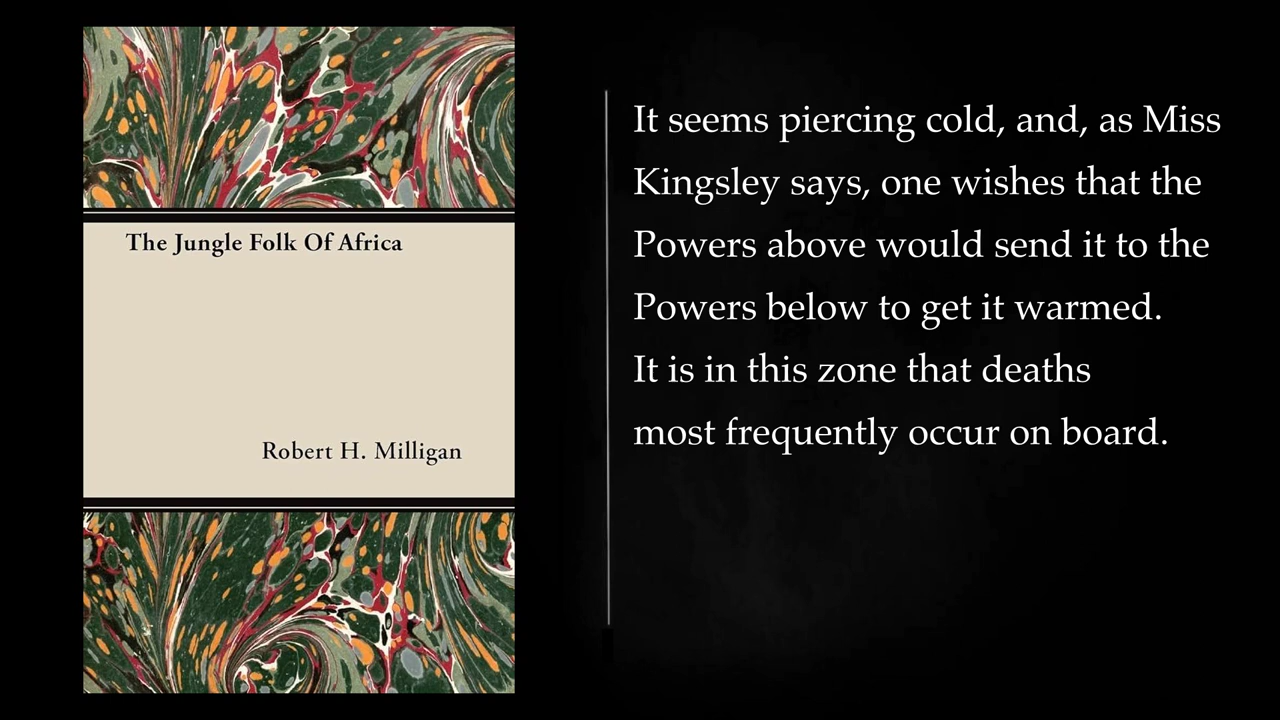 The Jungle Folk Of Africa
Robert H. Milligan
It seems piercing cold, and, as Miss
Kingsley says, one wishes that the
Powers above would send it to the
Powers below to get it warmed.
It is in this zone that deaths
most frequently occur on board.